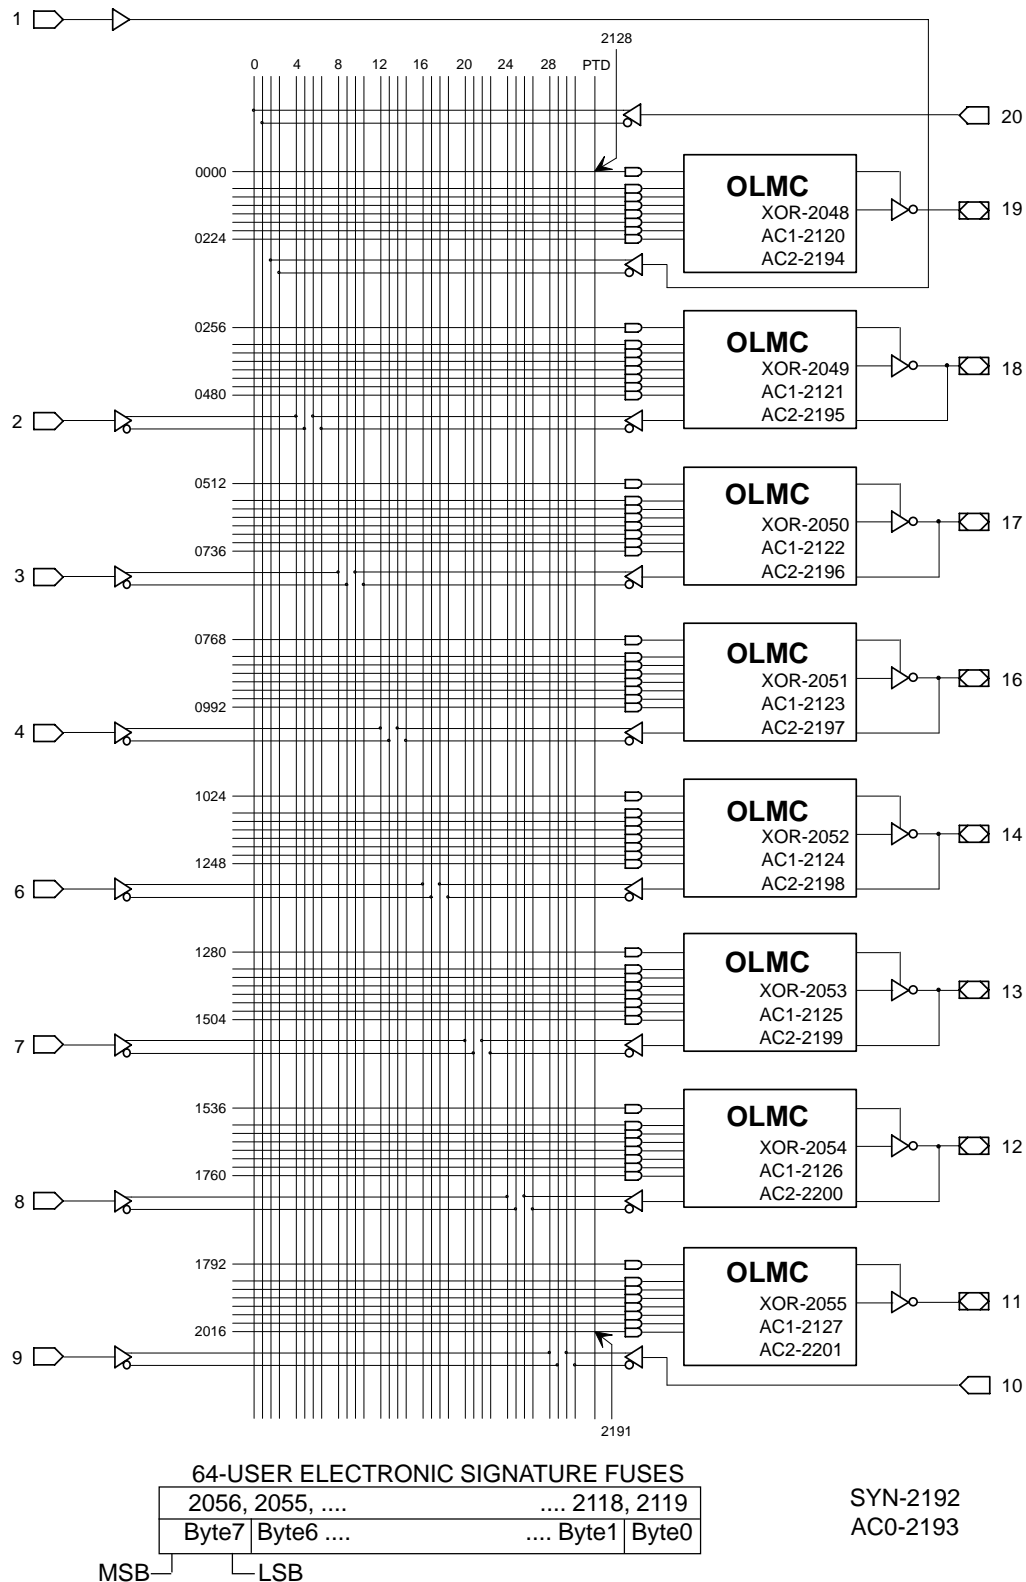 1
2128
0 4 8 12 16 20 24 28 PTD
20
0000
OLMC
XOR-2048
19
AC1-2120
0224
AC2-2194
0256
OLMC
XOR-2049
18
AC1-2121
0480
AC2-2195
2
0512
OLMC
XOR-2050
17
AC1-2122
0736
AC2-2196
3
0768
OLMC
XOR-2051
16
AC1-2123
0992
AC2-2197
4
1024
OLMC
XOR-2052
14
AC1-2124
1248
AC2-2198
6
1280
OLMC
XOR-2053
13
AC1-2125
1504
AC2-2199
7
1536
OLMC
XOR-2054
12
AC1-2126
1760
AC2-2200
8
1792
OLMC
XOR-2055
11
AC1-2127
2016
AC2-2201
9
10
2191
64-USER ELECTRONIC SIGNATURE FUSES
2056, 2055, .... .... 2118, 2119
Byte7 Byte6 .... .... Byte1 Byte0
MSB LSB
SYN-2192
AC0-2193